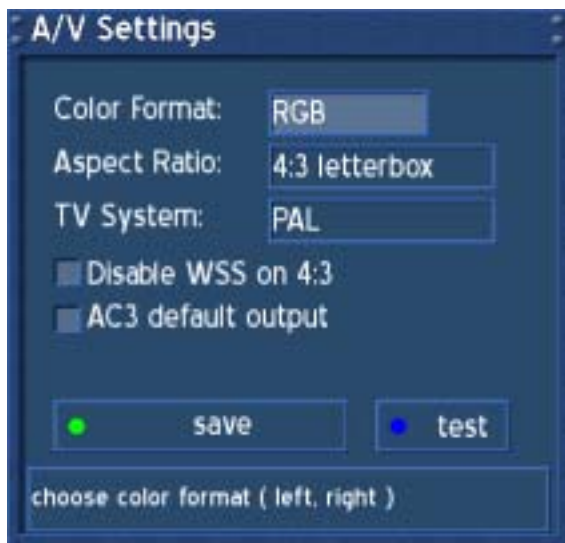 A/V Settings
Color Format: RGB
Aspect Ratio: 4:3 letterbox
TV System: PAL
Disable WSS on 4:3
AC3 default output
save test
choose color format ( left, right )